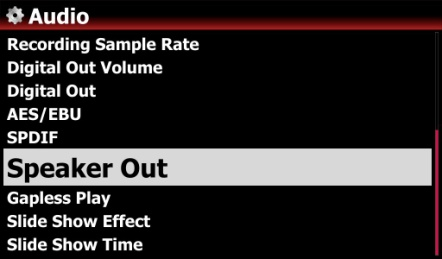 Audio
Recording Sample Rate
Digital Out Volume
Digital Out
AES/EBU
SPDIF
Speaker Out
Gapless Play
Slide Show Effect
Slide Show Time